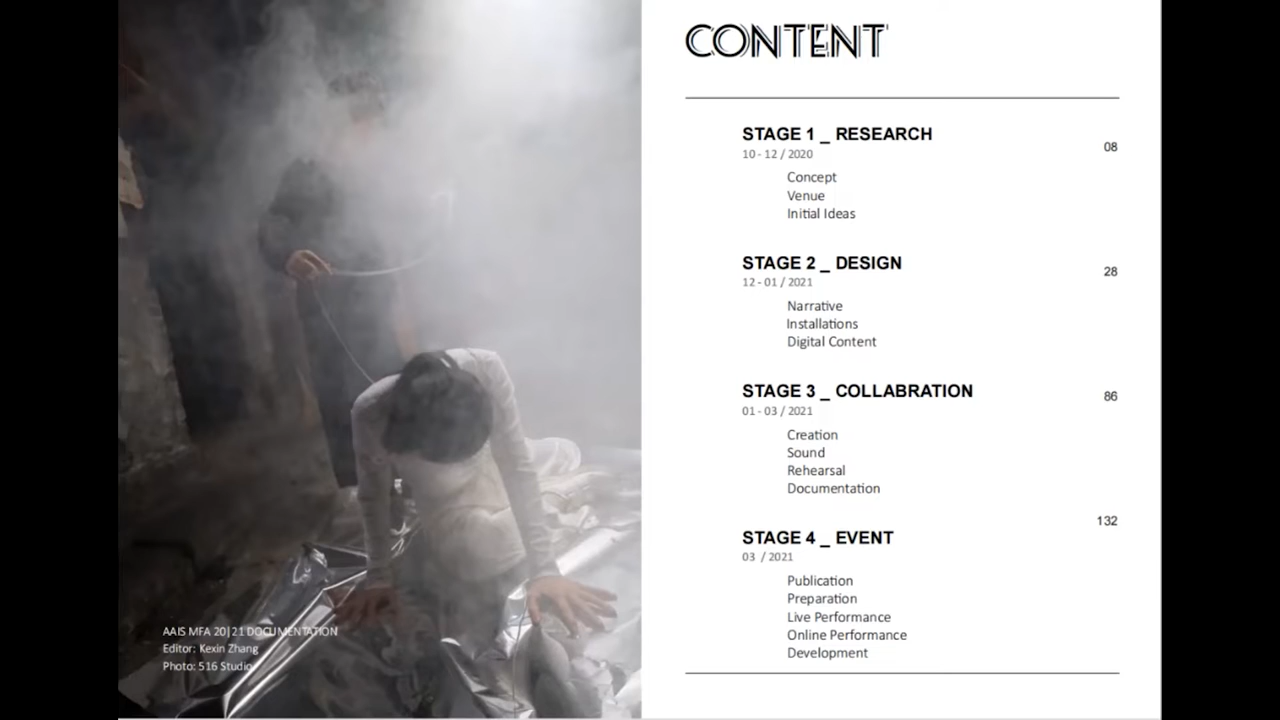 AAIS MFA 20|21 DOCUMENTATION
Editor: Kexin Zhang
Photo: 516 Studio
CONTENT
STAGE 1 _ RESEARCH
10 - 12 / 2020
08
Concept
Venue
Initial Ideas
STAGE 2 _ DESIGN
12 - 01 / 2021
28
Narrative
Installations
Digital Content
STAGE 3 _ COLLABRATION
01 - 03 / 2021
86
Creation
Sound
Rehearsal
Documentation
132
STAGE 4 _ EVENT
03 / 2021
Publication
Preparation
Live Performance
Online Performance
Development